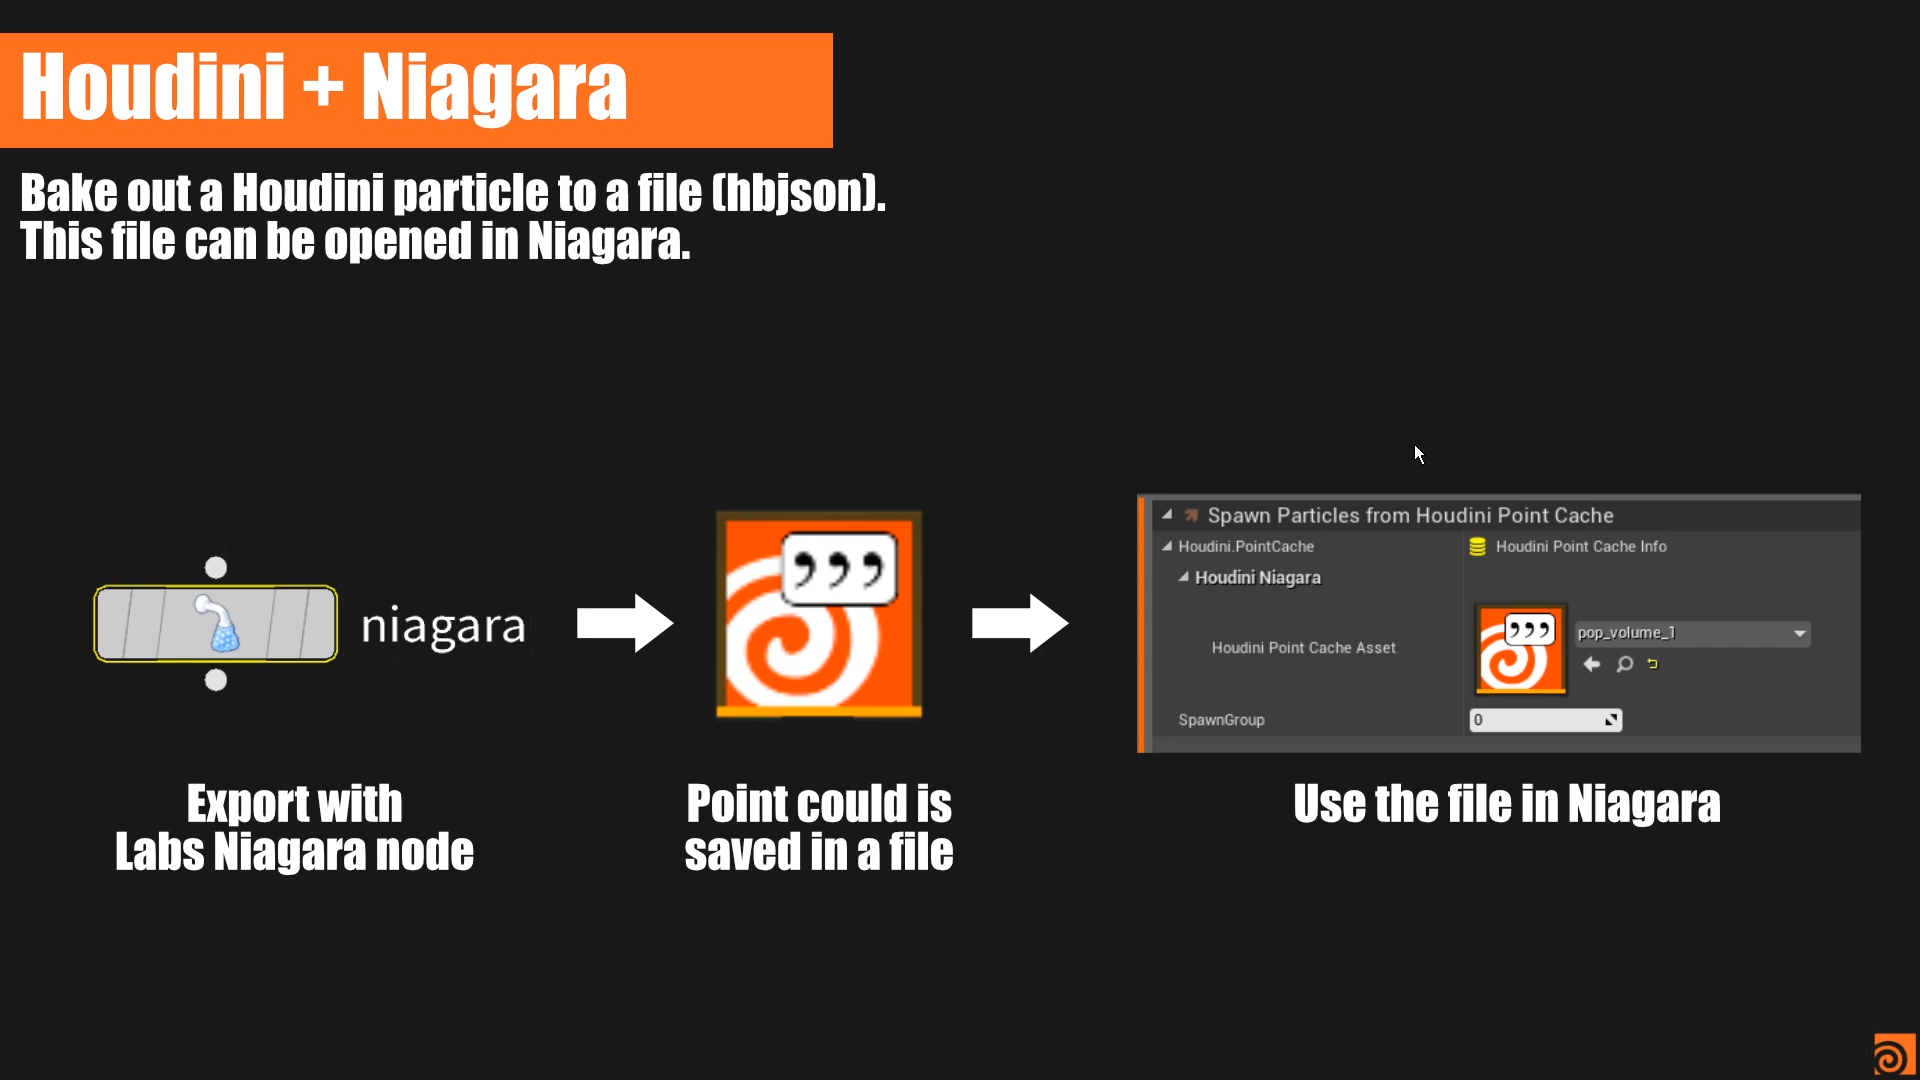 Houdini + Niagara
Bake out a Houdini particle to a file (hbjson).
This file can be opened in Niagara.
niagara
Export with
Labs Niagara node
,,,
Point could is
saved in a file
Spawn Particles from Houdini Point Cache
Houdini.PointCache
Houdini Point Cache Info
Houdini Niagara
Houdini Point Cache Asset
,,,
pop_volume_1
SpawnGroup
0
Use the file in Niagara